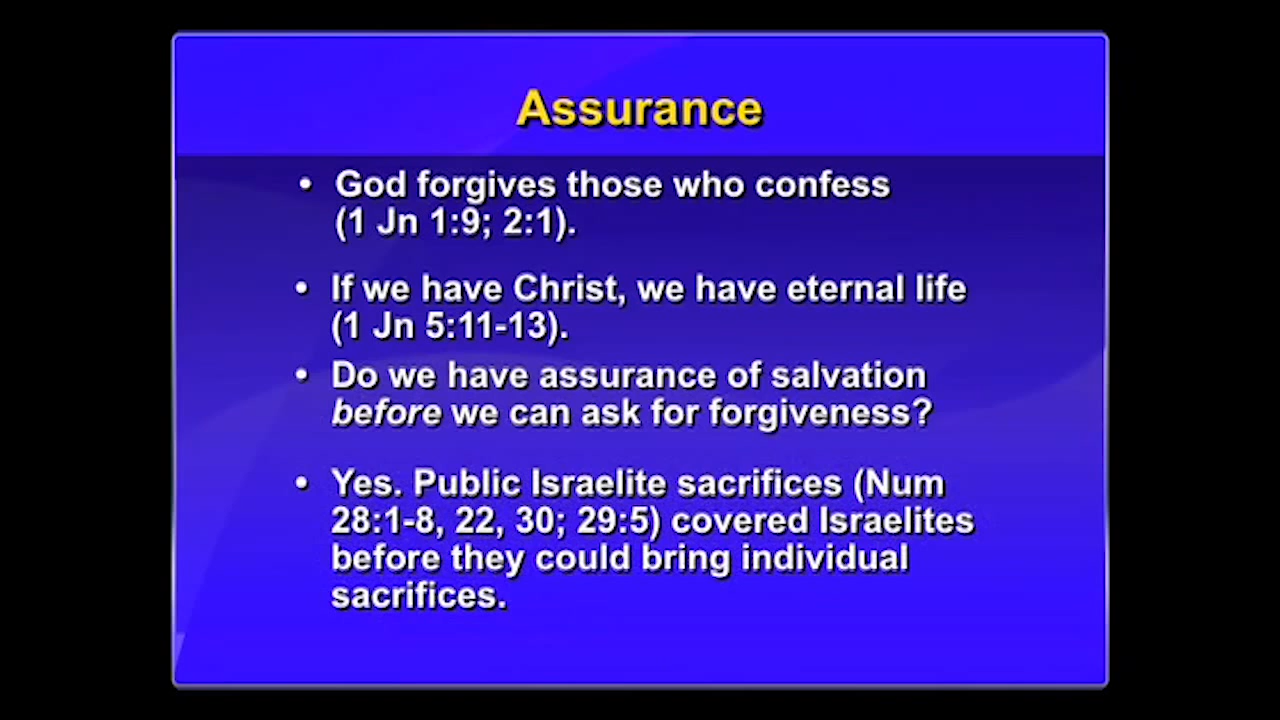 Assurance
• God forgives those who confess
(1 Jn 1:9; 2:1).
• If we have Christ, we have eternal life
(1 Jn 5:11-13).
• Do we have assurance of salvation
before we can ask for forgiveness?
• Yes. Public Israelite sacrifices (Num
28:1-8, 22, 30; 29:5) covered Israelites
before they could bring individual
sacrifices.